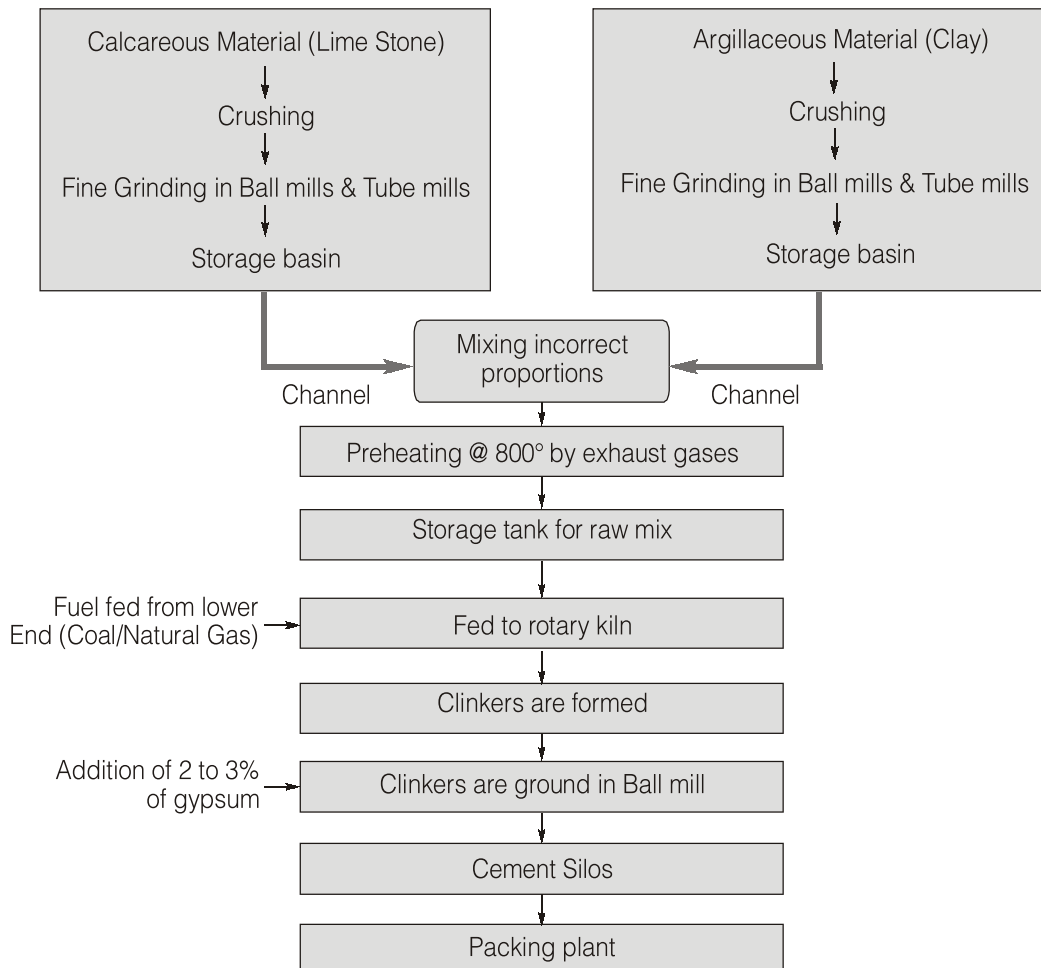 Calcareous Material (Lime Stone)
Crushing
Fine Grinding in Ball mills & Tube mills
Storage basin
Argillaceous Material (Clay)
Crushing
Fine Grinding in Ball mills & Tube mills
Storage basin
Channel
Mixing incorrect
proportions
Channel
Preheating @ 800° by exhaust gases
Storage tank for raw mix
Fuel fed from lower
End (Coal/Natural Gas)
Fed to rotary kiln
Clinkers are formed
Addition of 2 to 3%
of gypsum
Clinkers are ground in Ball mill
Cement Silos
Packing plant